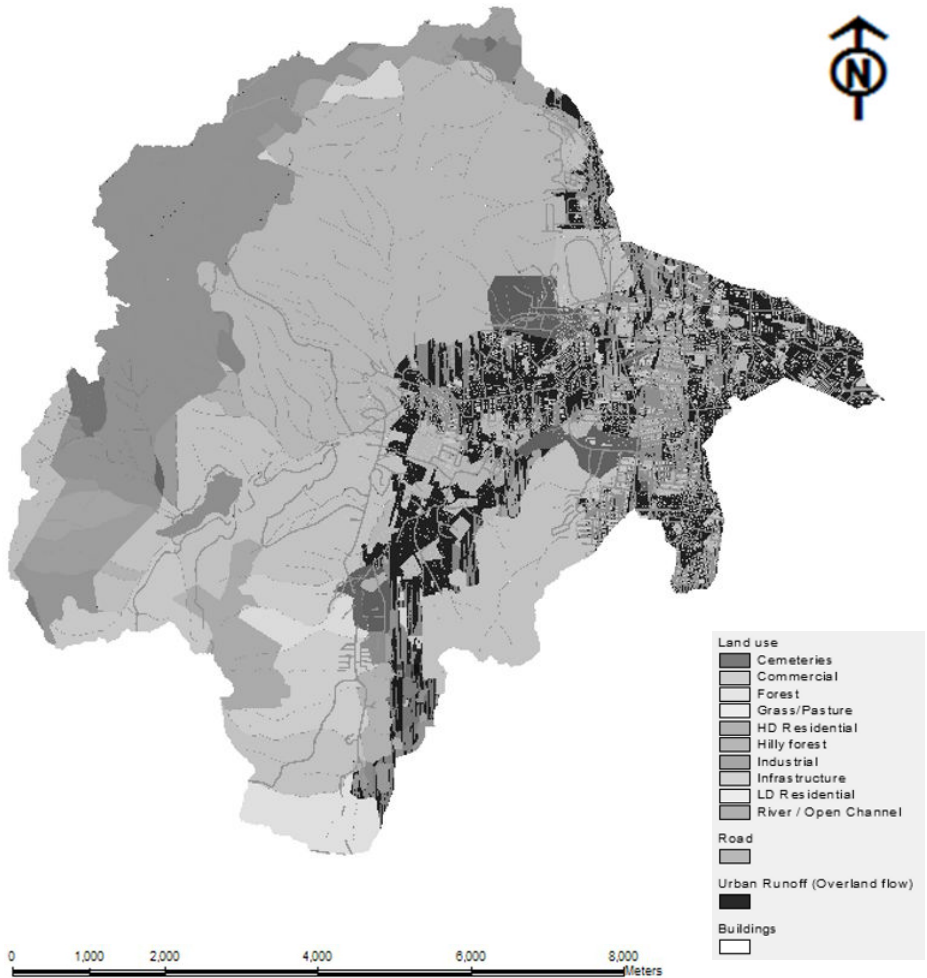 N
Land use
Cemeteries
Commercial
Forest
Grass/Pasture
HD Residential
Hilly forest
Industrial
Infrastructure
LD Residential
River / Open Channel
Road
Urban Runoff (Overland flow)
Buildings
0 1,000 2,000 4,000 6,000 8,000
Meters